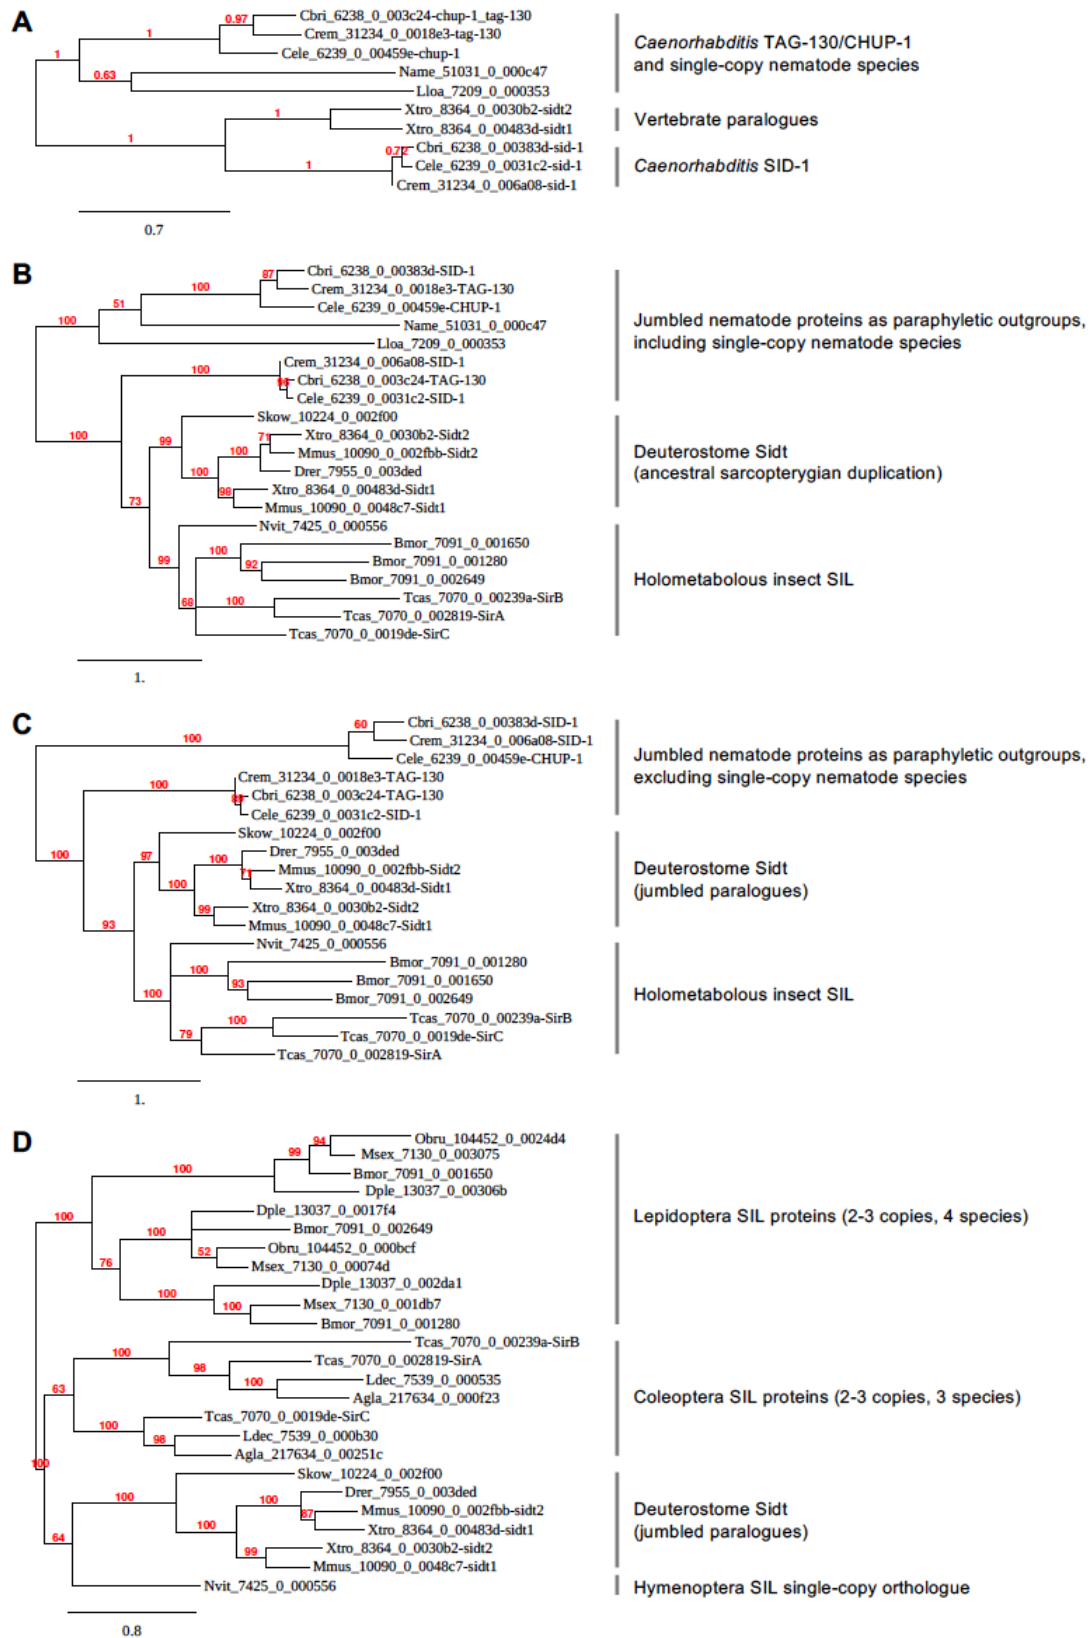 A
Cbri_6238_0_003c24-chup-1_tag-130
0.97
Crem_31234_0_0018e3-tag-130
1
Cele_6239_0_00459e-chup-1
1
Name_51031_0_000c47
0.63
Lloa_7209_0_000353
Caenorhabditis TAG-130/CHUP-1
and single-copy nematode species
Xtro_8364_0_0030b2-sidt2
1
Xtro_8364_0_00483d-sidt1
Vertebrate paralogues
1
Cbri_6238_0_00383d-sid-1
0.72
Cele_6239_0_0031c2-sid-1
1
Crem_31234_0_006a08-sid-1
Caenorhabditis SID-1
0.7
B
Cbri_6238_0_00383d-SID-1
87
Crem_31234_0_0018e3-TAG-130
100
Cele_6239_0_00459e-CHUP-1
51
Name_51031_0_000c47
100
Lloa_7209_0_000353
Crem_31234_0_006a08-SID-1
100
Cbri_6238_0_003c24-TAG-130
Cele_6239_0_0031c2-SID-1
Jumbled nematode proteins as paraphyletic outgroups,
including single-copy nematode species
100
Skow_10224_0_002f00
99
Xtro_8364_0_0030b2-Sidt2
71
Mmus_10090_0_002fbb-Sidt2
100
Drer_7955_0_003ded
100
Xtro_8364_0_00483d-Sidt1
98
Mmus_10090_0_0048c7-Sidt1
Deuterostome Sidt
(ancestral sarcopterygian duplication)
73
Nvit_7425_0_000556
99
Bmor_7091_0_001650
100
Bmor_7091_0_001280
92
Bmor_7091_0_002649
68
Tcas_7070_0_00239a-SirB
100
Tcas_7070_0_002819-SirA
Tcas_7070_0_0019de-SirC
Holometabolous insect SIL
1.
C
Cbri_6238_0_00383d-SID-1
60
Crem_31234_0_006a08-SID-1
100
Cele_6239_0_00459e-CHUP-1
Crem_31234_0_0018e3-TAG-130
100
Cbri_6238_0_003c24-TAG-130
Cele_6239_0_0031c2-SID-1
Jumbled nematode proteins as paraphyletic outgroups,
excluding single-copy nematode species
100
Skow_10224_0_002f00
97
Drer_7955_0_003ded
100
Mmus_10090_0_002fbb-Sidt2
71
Xtro_8364_0_00483d-Sidt1
100
Xtro_8364_0_0030b2-Sidt2
99
Mmus_10090_0_0048c7-Sidt1
Deuterostome Sidt
(jumbled paralogues)
93
Nvit_7425_0_000556
Bmor_7091_0_001280
100
Bmor_7091_0_001650
93
Bmor_7091_0_002649
100
Tcas_7070_0_00239a-SirB
100
Tcas_7070_0_0019de-SirC
79
Tcas_7070_0_002819-SirA
Holometabolous insect SIL
1.
D
Obru_104452_0_0024d4
94
Msex_7130_0_003075
99
Bmor_7091_0_001650
100
Dple_13037_0_00306b
Dple_13037_0_0017f4
100
Bmor_7091_0_002649
100
Obru_104452_0_000bcf
52
Msex_7130_0_00074d
76
Dple_13037_0_002da1
100
Msex_7130_0_001db7
100
Bmor_7091_0_001280
Lepidoptera SIL proteins (2-3 copies, 4 species)
Tcas_7070_0_00239a-SirB
100
Tcas_7070_0_002819-SirA
98
Ldec_7539_0_000535
100
Agla_217634_0_000f23
63
Tcas_7070_0_0019de-SirC
100
Ldec_7539_0_000b30
98
Agla_217634_0_00251c
Coleoptera SIL proteins (2-3 copies, 3 species)
100
Skow_10224_0_002f00
100
Drer_7955_0_003ded
100
Mmus_10090_0_002fbb-sidt2
87
Xtro_8364_0_00483d-sidt1
100
Xtro_8364_0_0030b2-sidt2
99
Mmus_10090_0_0048c7-sidt1
Deuterostome Sidt
(jumbled paralogues)
64
Nvit_7425_0_000556
Hymenoptera SIL single-copy orthologue
0.8